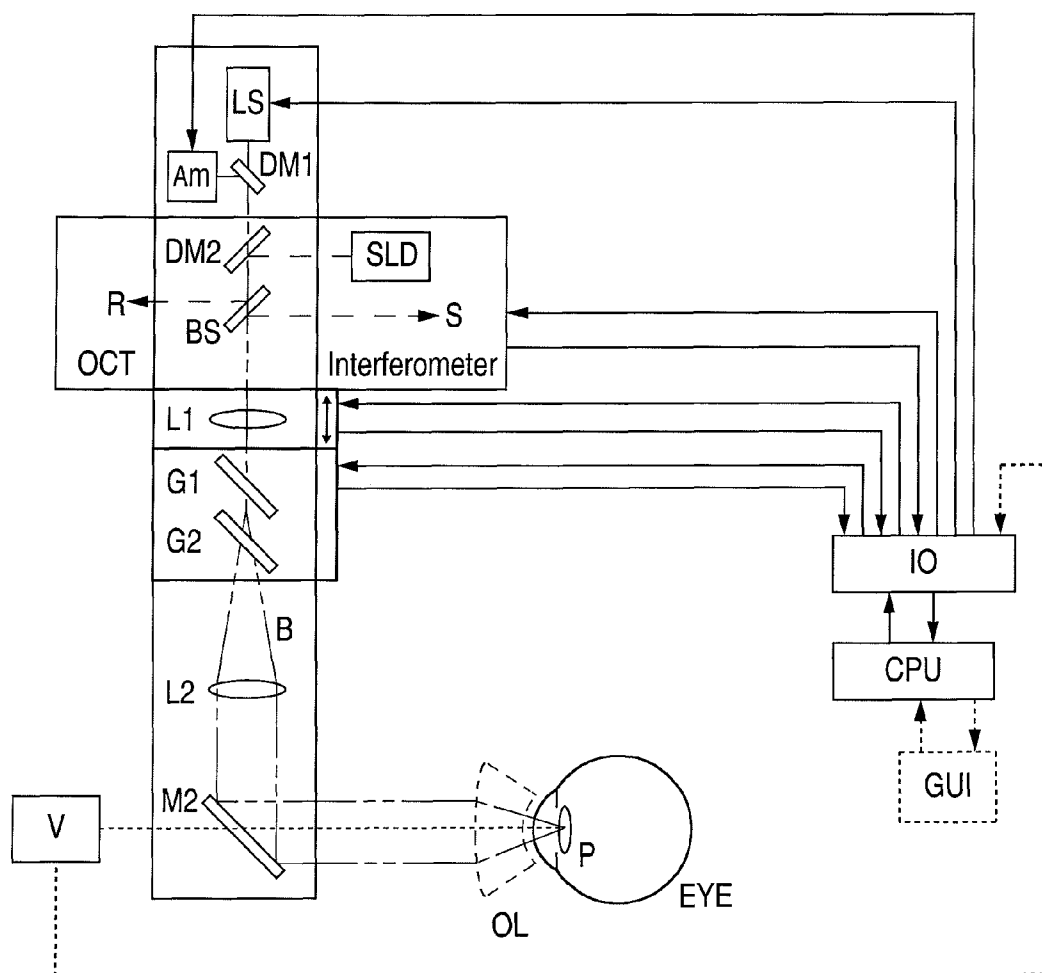 LS
Am
DM1
DM2
SLD
R
BS
S
OCT
Interferometer
L1
G1
G2
IO
B
L2
CPU
M2
GUI
V
P
OL
EYE